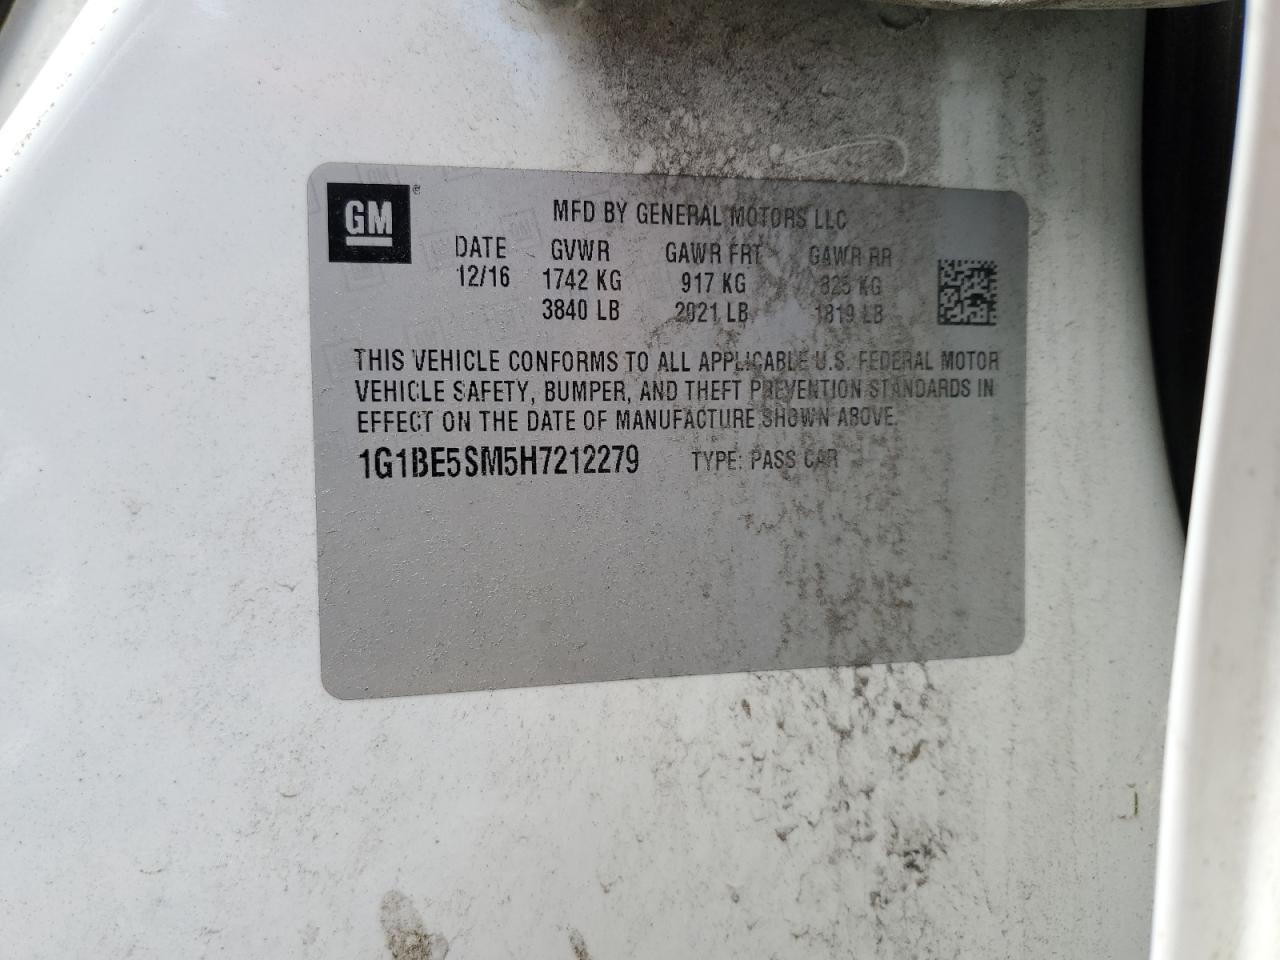 GM®
MFD BY GENERAL MOTORS LLC
DATE GVWR GAWR FRT GAWR RR
12/16 1742 KG 917 KG 825 KG
3840 LB 2021 LB 1819 LB
THIS VEHICLE CONFORMS TO ALL APPLICABLE U.S. FEDERAL MOTOR
VEHICLE SAFETY, BUMPER, AND THEFT PREVENTION STANDARDS IN
EFFECT ON THE DATE OF MANUFACTURE SHOWN ABOVE.
1G1BE5SM5H7212279 TYPE: PASS CAR